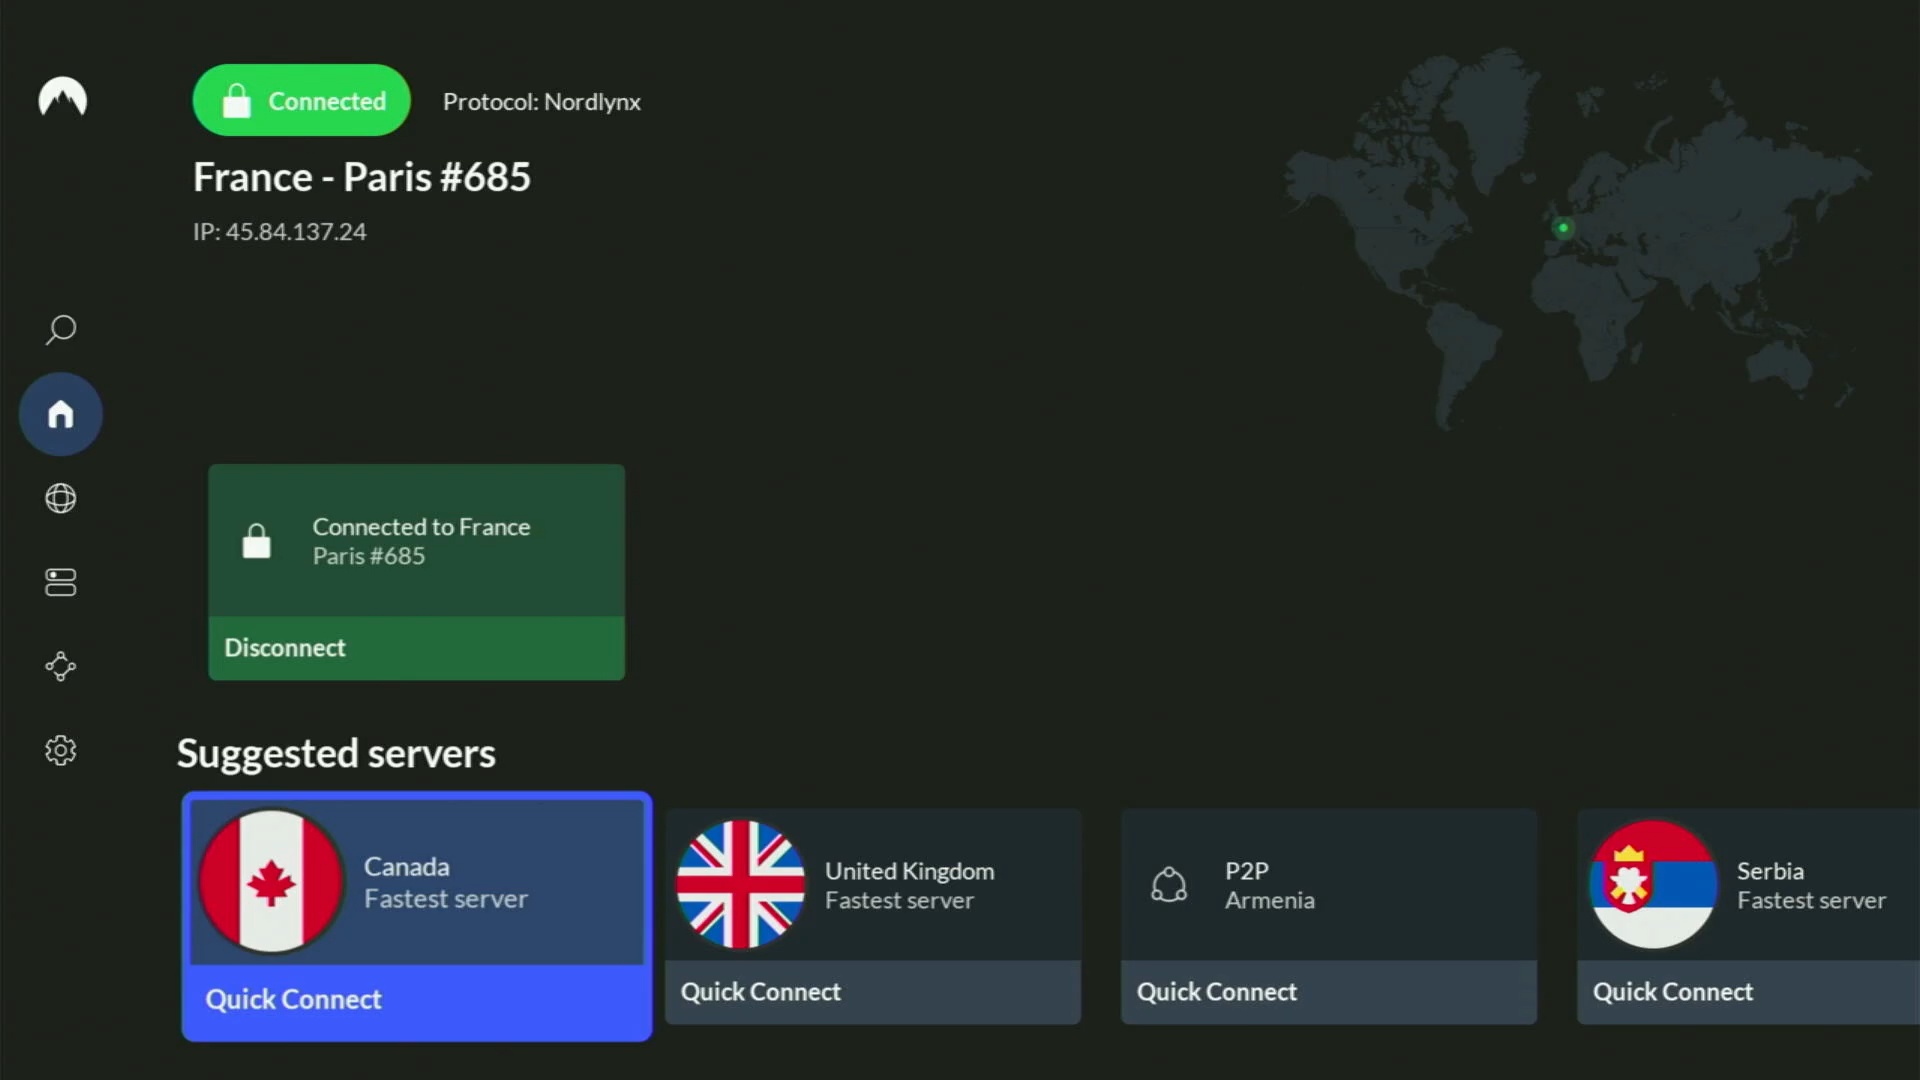 Connected
Protocol: Nordlynx
France - Paris #685
IP: 45.84.137.24
Connected to France
Paris #685
Disconnect
Suggested servers
Canada
Fastest server
Quick Connect
United Kingdom
Fastest server
Quick Connect
P2P
Armenia
Quick Connect
Serbia
Fastest server
Quick Connect